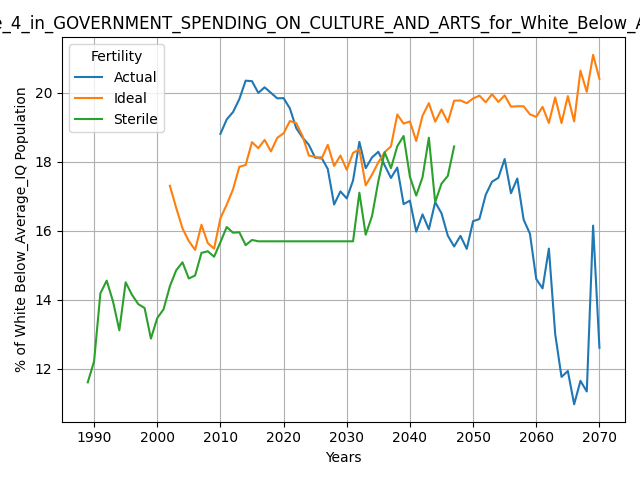 e_4_in_GOVERNMENT_SPENDING_ON_CULTURE_AND_ARTS_for_White_Below_A
Fertility
Actual
Ideal
Sterile
% of White Below_Average_IQ Population
20
18
16
14
12
1990 2000 2010 2020 2030 2040 2050 2060 2070
Years